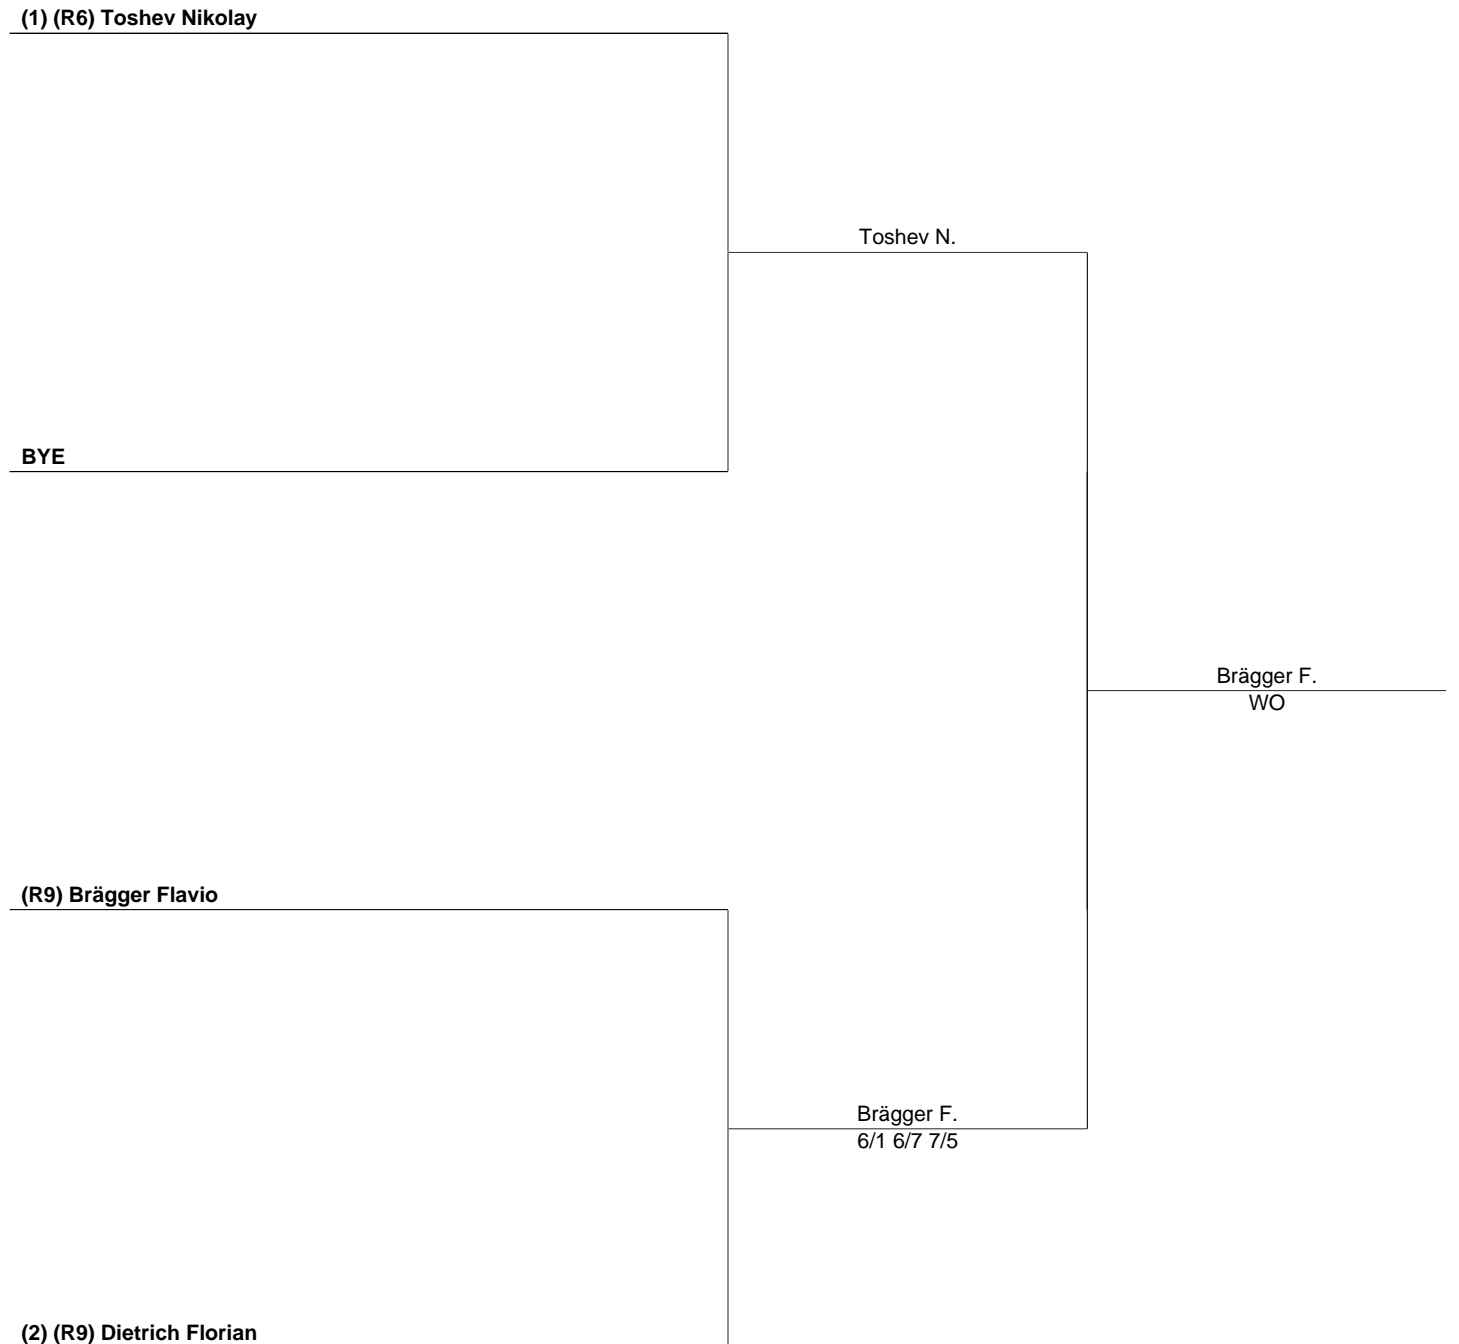 (1) (R6) Toshev Nikolay
Toshev N.
BYE
Brägger F.
WO
(R9) Brägger Flavio
Brägger F.
6/1 6/7 7/5
(2) (R9) Dietrich Florian